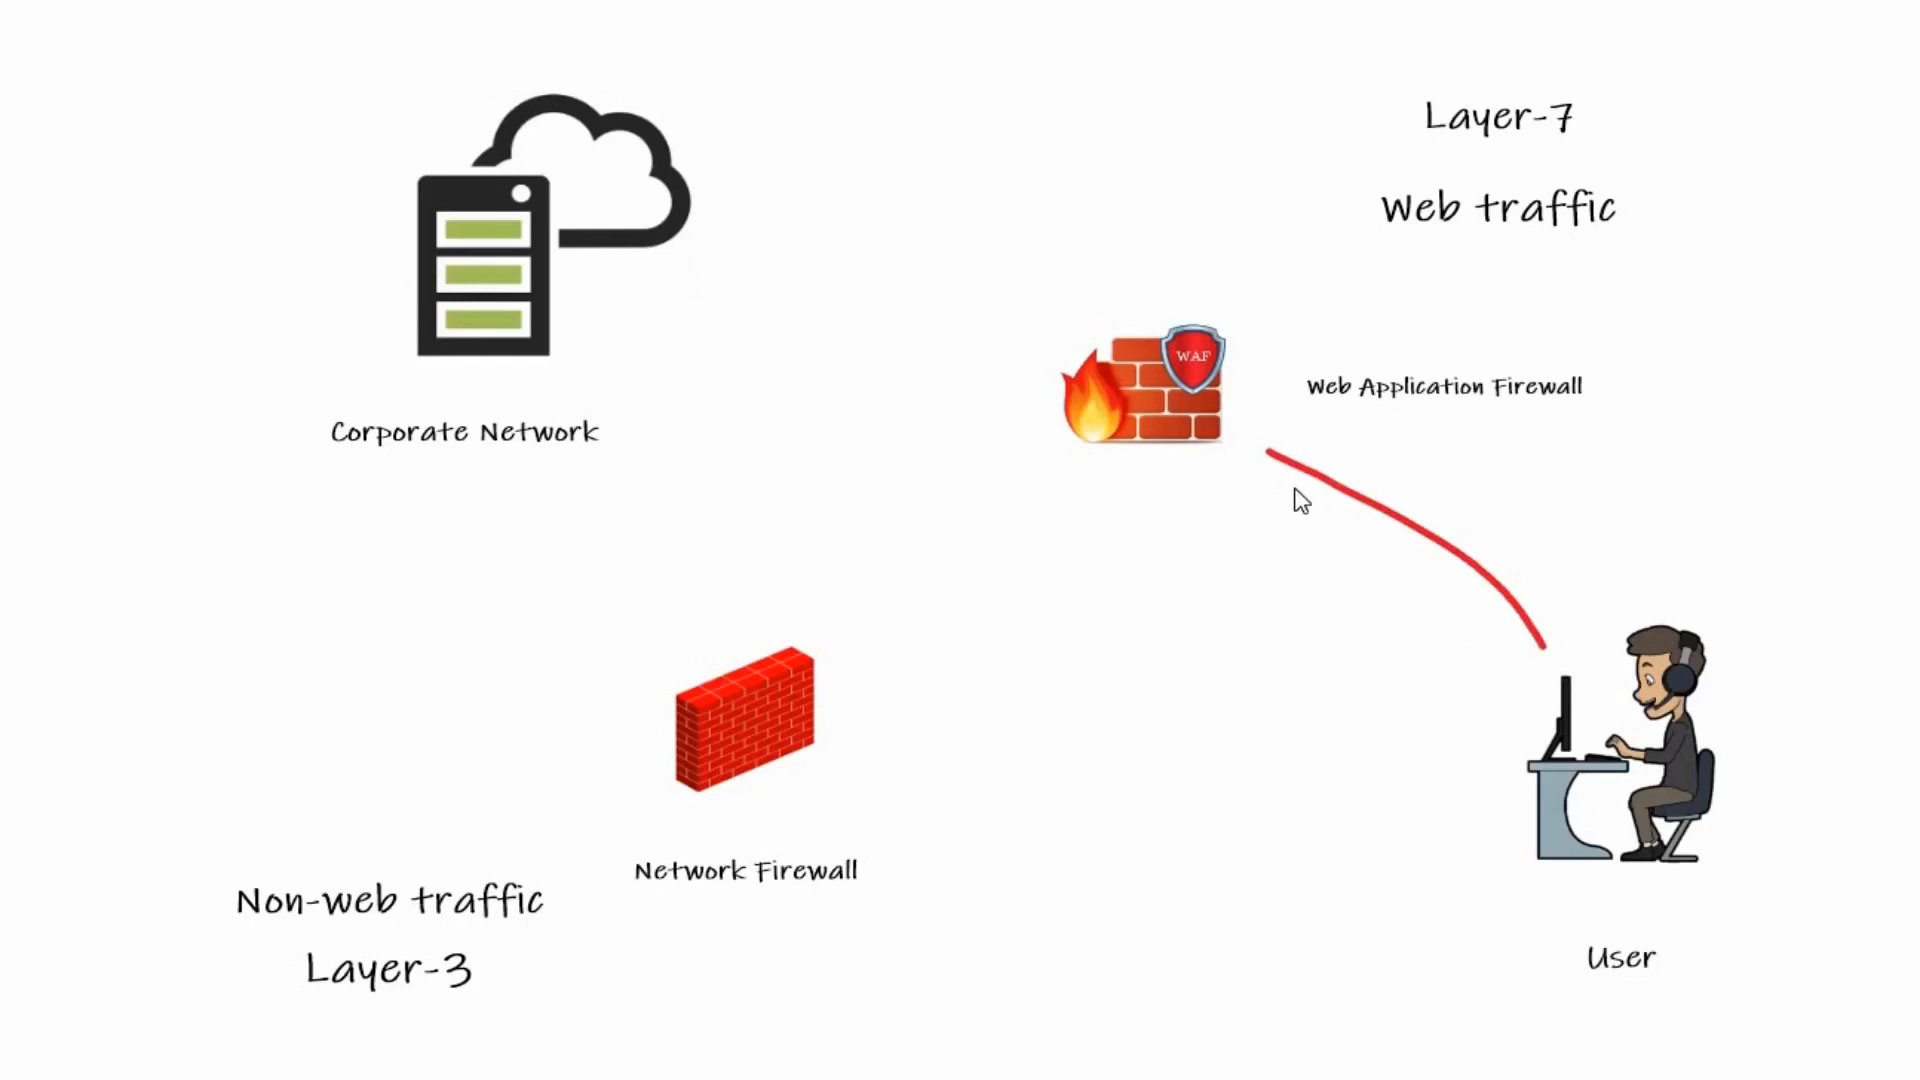 Layer-7
Web traffic
WAF
Web Application Firewall
Corporate Network
Network Firewall
Non-web traffic
Layer-3
User